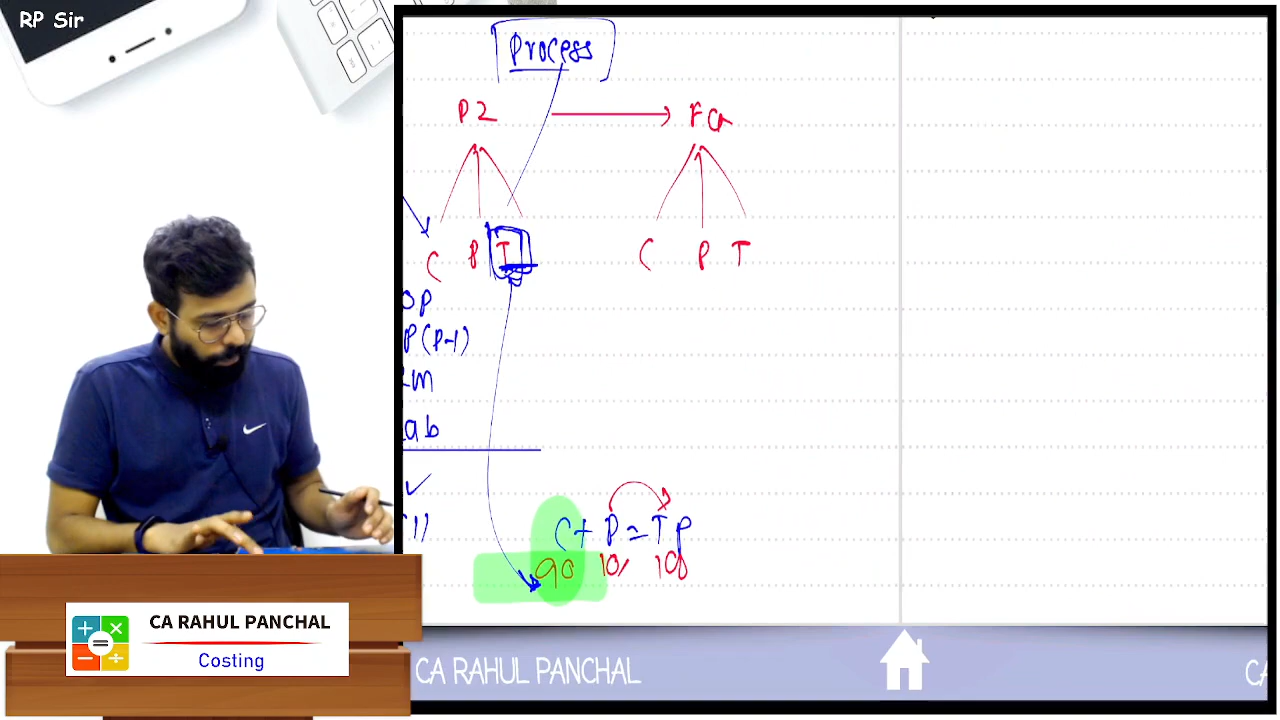 RP Sir
Process
P2 FG
C P T C P T
OP
P(P-1)
RM
Lab
C + P = TP
90 10 100
CA RAHUL PANCHAL
Costing
CA RAHUL PANCHAL
CA